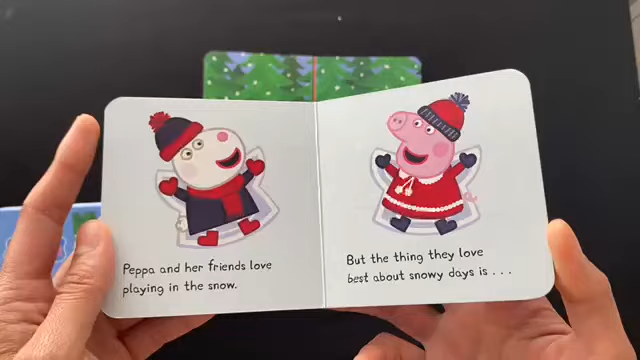 Peppa and her friends love
playing in the snow.
But the thing they love
best about snowy days is . . .